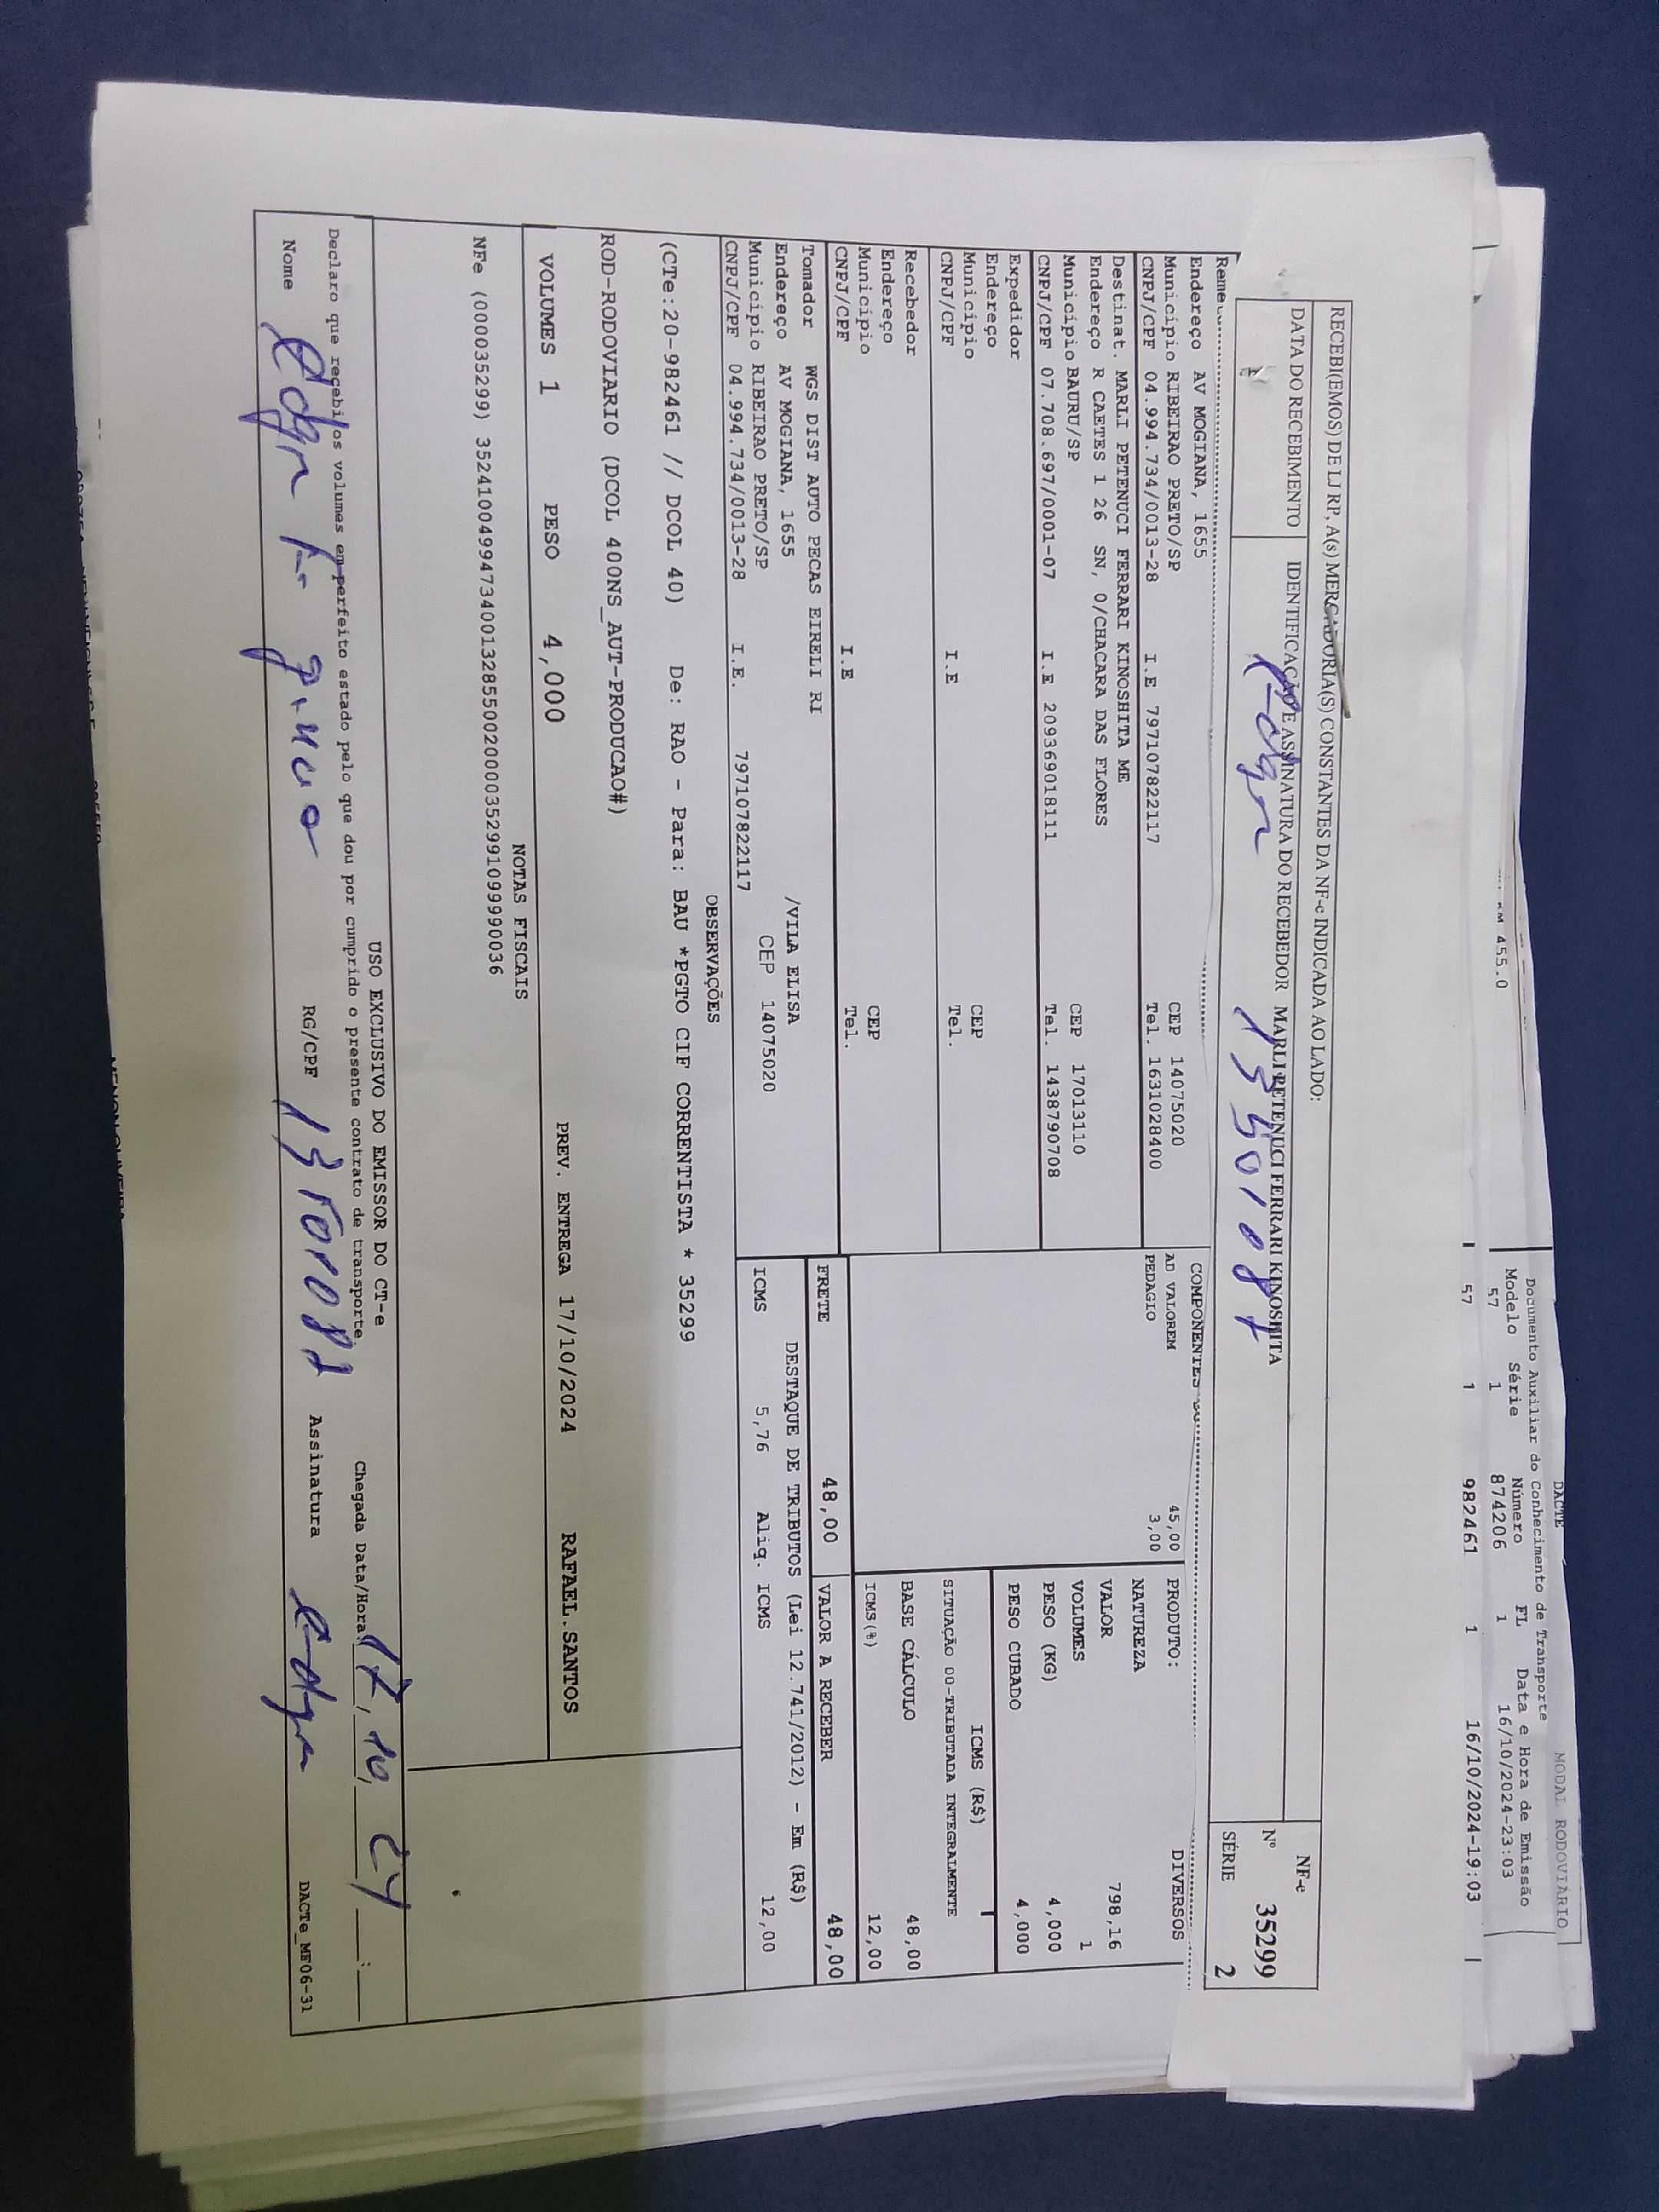 DACTE
MODAL RODOVIARIO
Documento Auxiliar do Conhecimento de Transporte
Modelo Série Número FL Data e Hora de Emissão
57 1 874206 1 16/10/2024-23:03
KM 455.0
57 1 982461 1 16/10/2024-19:03
RECEBI(EMOS) DE LJ RP, A(s) MERCADORIA(S) CONSTANTES DA NF-e INDICADA AO LADO:
DATA DO RECEBIMENTO
IDENTIFICAÇÃO E ASSINATURA DO RECEBEDOR MARLI PETENUCI FERRARI KINOSHITA
Edgar
NF-e
Nº 35299
SÉRIE 2
Endereço AV MOGIANA, 1655
Município RIBEIRAO PRETO/SP CEP 14075020
CNPJ/CPF 04.994.734/0013-28 I.E 797107822117 Tel. 1631028400
Destinat. MARLI PETENUCI FERRARI KINOSHITA ME
Endereço R CAETES 1 26 SN, 0/CHACARA DAS FLORES
Município BAURU/SP CEP 17013110
CNPJ/CPF 07.708.697/0001-07 I.E 209369018111 Tel. 1438790708
Expedidor
Endereço
Município CEP
CNPJ/CPF I.E Tel.
Recebedor
Endereço
Município CEP
CNPJ/CPF I.E Tel.
Tomador WGS DIST AUTO PECAS EIRELI RI
Endereço AV MOGIANA, 1655 /VILA ELISA
Município RIBEIRAO PRETO/SP CEP 14075020
CNPJ/CPF 04.994.734/0013-28 I.E. 797107822117
COMPONENTES
AD VALOREM 45,00
PEDAGIO 3,00
PRODUTO: DIVERSOS
NATUREZA
VALOR 798,16
VOLUMES 1
PESO (KG) 4,000
PESO CUBADO 4,000
ICMS (R$)
SITUAÇÃO 00-TRIBUTADA INTEGRALMENTE
BASE CÁLCULO 48,00
ICMS(%) 12,00
FRETE 48,00 VALOR A RECEBER 48,00
DESTAQUE DE TRIBUTOS (Lei 12.741/2012) - Em (R$)
ICMS 5,76 Aliq. ICMS 12,00
OBSERVAÇÕES
(CTe:20-982461 // DCOL 40) De: RAO - Para: BAU *PGTO CIF CORRENTISTA * 35299
ROD-RODOVIARIO (DCOL 400NS_AUT-PRODUCAO#)
VOLUMES 1 PESO 4,000 PREV. ENTREGA 17/10/2024 RAFAEL.SANTOS
NOTAS FISCAIS
NFe (000035299) 35241004994734001328550020000352991099990036
USO EXCLUSIVO DO EMISSOR DO CT-e
Declaro que recebi os volumes em perfeito estado pelo que dou por cumprido o presente contrato de transporte
Chegada Data/Hora 17, 10, 24 :
Nome Edgar RG/CPF Assinatura Edgar
DACTe_MF06-31